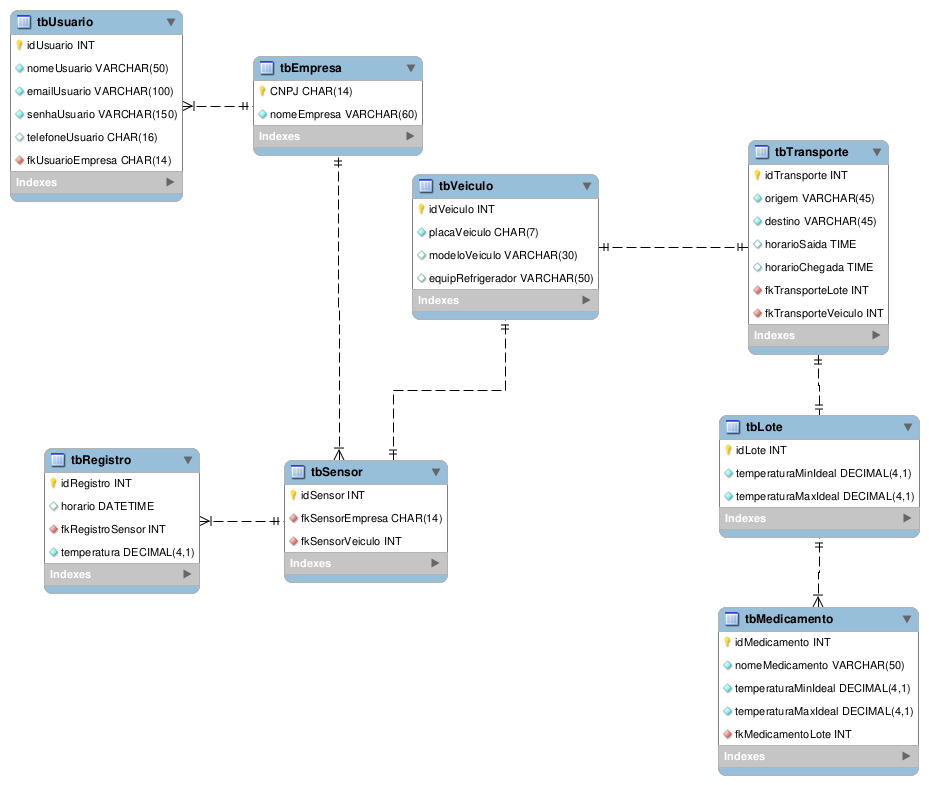 tbUsuario
idUsuario INT
nomeUsuario VARCHAR(50)
emailUsuario VARCHAR(100)
senhaUsuario VARCHAR(150)
telefoneUsuario CHAR(16)
fkUsuarioEmpresa CHAR(14)
Indexes
tbEmpresa
CNPJ CHAR(14)
nomeEmpresa VARCHAR(60)
Indexes
tbVeiculo
idVeiculo INT
placaVeiculo CHAR(7)
modeloVeiculo VARCHAR(30)
equipRefrigerador VARCHAR(50)
Indexes
tbTransporte
idTransporte INT
origem VARCHAR(45)
destino VARCHAR(45)
horarioSaida TIME
horarioChegada TIME
fkTransporteLote INT
fkTransporteVeiculo INT
Indexes
tbRegistro
idRegistro INT
horario DATETIME
fkRegistroSensor INT
temperatura DECIMAL(4,1)
Indexes
tbSensor
idSensor INT
fkSensorEmpresa CHAR(14)
fkSensorVeiculo INT
Indexes
tbLote
idLote INT
temperaturaMinIdeal DECIMAL(4,1)
temperaturaMaxIdeal DECIMAL(4,1)
Indexes
tbMedicamento
idMedicamento INT
nomeMedicamento VARCHAR(50)
temperaturaMinIdeal DECIMAL(4,1)
temperaturaMaxIdeal DECIMAL(4,1)
fkMedicamentoLote INT
Indexes